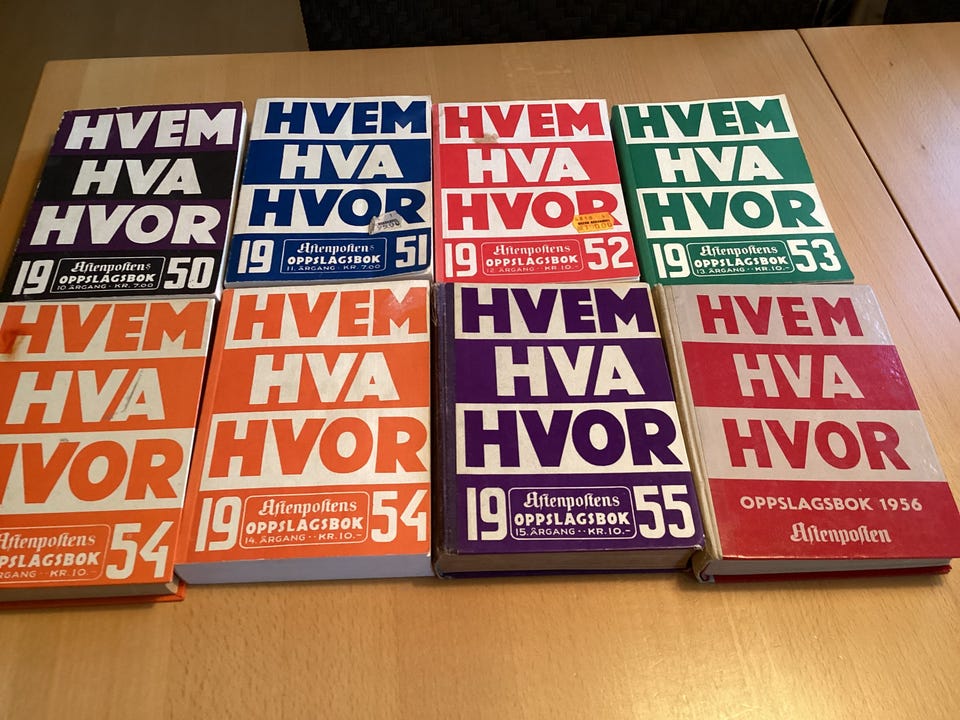 HVEM
HVA
HVOR
19 50
Aftenpostens
OPPSLAGSBOK
10. ÅRGANG · KR. 7.00
HVEM
HVA
HVOR
19 51
Aftenpostens
OPPSLAGSBOK
11. ÅRGANG · KR. 7.00
HVEM
HVA
HVOR
19 52
Aftenpostens
OPPSLAGSBOK
12. ÅRGANG · KR. 10.–
HVEM
HVA
HVOR
19 53
Aftenpostens
OPPSLAGSBOK
13. ÅRGANG · KR. 10.–
HVEM
HVA
HVOR
54
Aftenpostens
PSLAGSBOK
RGANG · · KR. 10.–
HVEM
HVA
HVOR
19 54
Aftenpostens
OPPSLAGSBOK
14. ÅRGANG · · KR. 10.–
HVEM
HVA
HVOR
19 55
Aftenpostens
OPPSLAGSBOK
15. ÅRGANG · · KR. 10.–
HVEM
HVA
HVOR
OPPSLAGSBOK 1956
Aftenposten